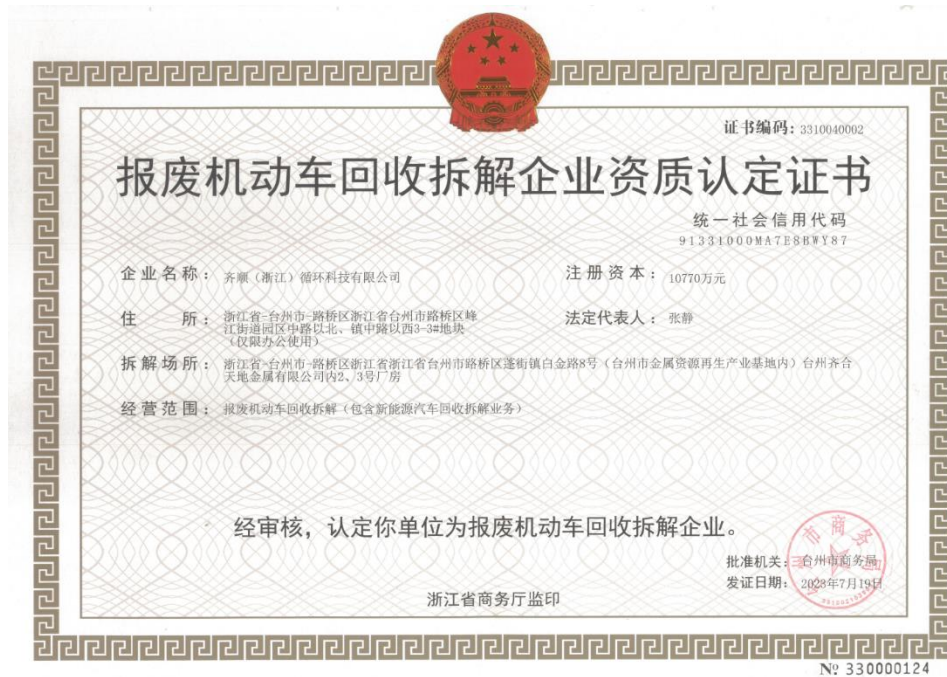 证书编码：3310040002
报废机动车回收拆解企业资质认定证书
统一社会信用代码
91331000MA7E8BWY87
企业名称：齐顺（浙江）循环科技有限公司
注册资本：10770万元
住所：浙江省-台州市-路桥区浙江省台州市路桥区峰
江街道园区中路以北、镇中路以西3-3#地块
（仅限办公使用）
法定代表人：张静
拆解场所：浙江省-台州市-路桥区浙江省浙江省台州市路桥区蓬街镇白金路8号（台州市金属资源再生产业基地内）台州齐合
天地金属有限公司内2、3号厂房
经营范围：报废机动车回收拆解（包含新能源汽车回收拆解业务）
经审核，认定你单位为报废机动车回收拆解企业。
批准机关：台州市商务局
发证日期：2023年7月19日
浙江省商务厅监印
№ 330000124